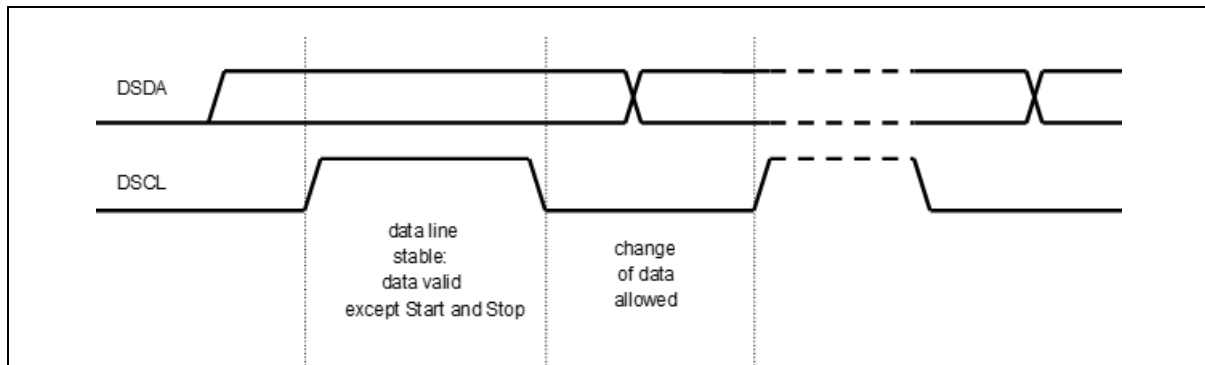 DSDA
DSCL
data line
stable:
data valid
except Start and Stop
change
of data
allowed